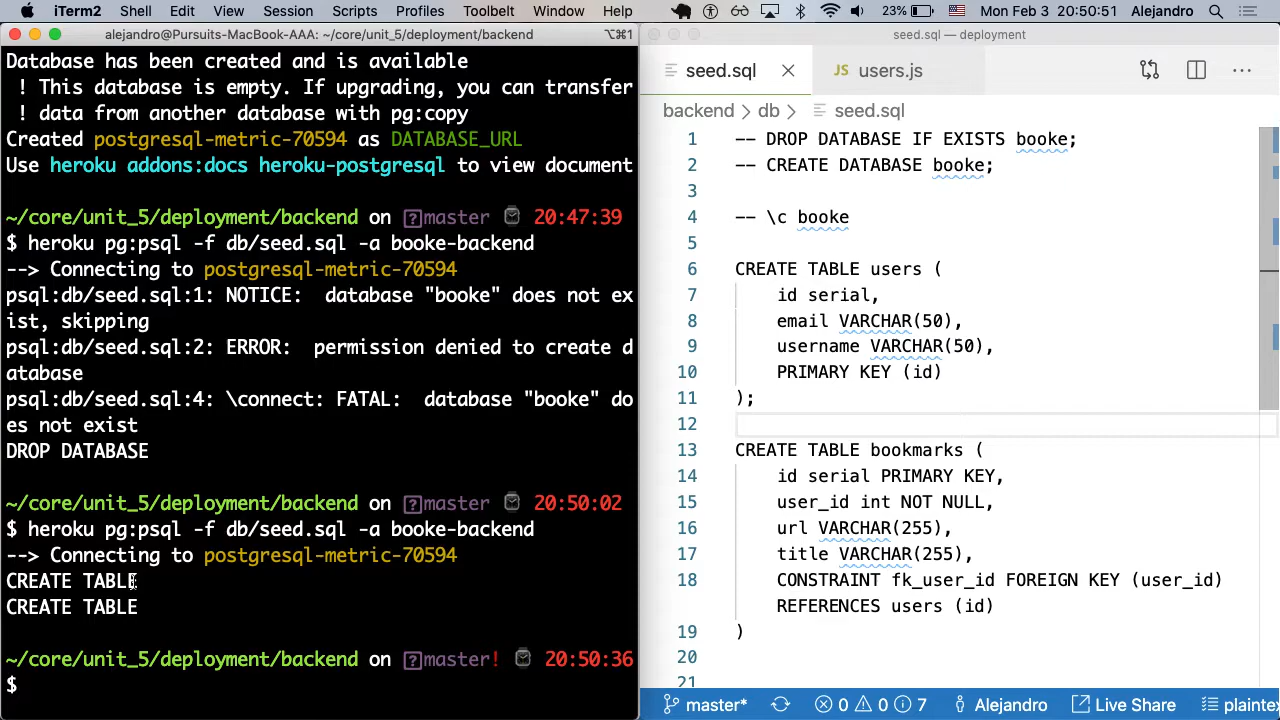 iTerm2 Shell Edit View Session Scripts Profiles Toolbelt Window Help 23% Mon Feb 3 20:50:51 Alejandro
alejandro@Pursuits-MacBook-AAA: ~/core/unit_5/deployment/backend ⌥⌘1
Database has been created and is available
! This database is empty. If upgrading, you can transfer
! data from another database with pg:copy
Created postgresql-metric-70594 as DATABASE_URL
Use heroku addons:docs heroku-postgresql to view document
~/core/unit_5/deployment/backend on ?master 20:47:39
$ heroku pg:psql -f db/seed.sql -a booke-backend
--> Connecting to postgresql-metric-70594
psql:db/seed.sql:1: NOTICE:  database "booke" does not ex
ist, skipping
psql:db/seed.sql:2: ERROR:  permission denied to create d
atabase
psql:db/seed.sql:4: \connect: FATAL:  database "booke" do
es not exist
DROP DATABASE
~/core/unit_5/deployment/backend on ?master 20:50:02
$ heroku pg:psql -f db/seed.sql -a booke-backend
--> Connecting to postgresql-metric-70594
CREATE TABLE
CREATE TABLE
~/core/unit_5/deployment/backend on ?master! 20:50:36
$
seed.sql — deployment
seed.sql JS users.js
backend > db > seed.sql
1 -- DROP DATABASE IF EXISTS booke;
2 -- CREATE DATABASE booke;
3
4 -- \c booke
5
6 CREATE TABLE users (
7 id serial,
8 email VARCHAR(50),
9 username VARCHAR(50),
10 PRIMARY KEY (id)
11 );
12
13 CREATE TABLE bookmarks (
14 id serial PRIMARY KEY,
15 user_id int NOT NULL,
16 url VARCHAR(255),
17 title VARCHAR(255),
18 CONSTRAINT fk_user_id FOREIGN KEY (user_id)
REFERENCES users (id)
19 )
20
21
master* 0 0 7 Alejandro Live Share plaintex